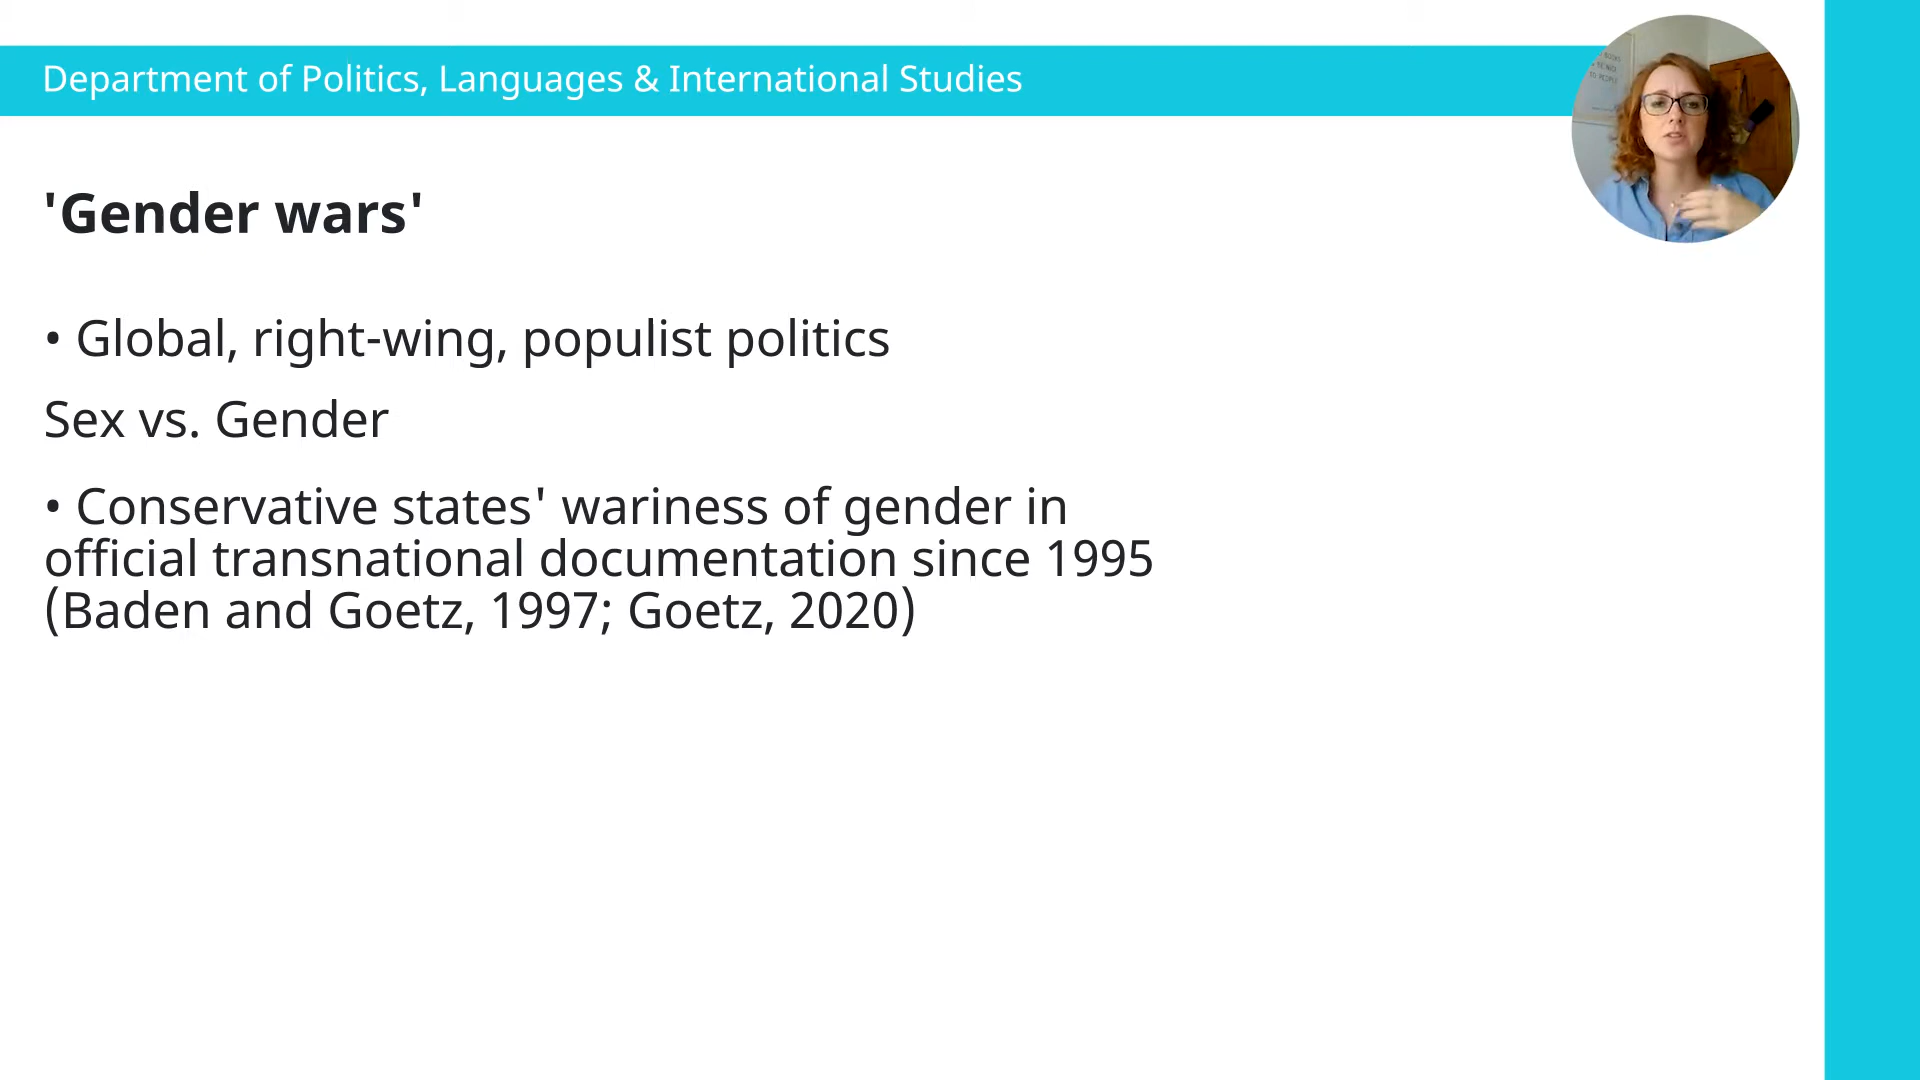 Department of Politics, Languages & International Studies
'Gender wars'
• Global, right-wing, populist politics
Sex vs. Gender
• Conservative states' wariness of gender in
official transnational documentation since 1995
(Baden and Goetz, 1997; Goetz, 2020)